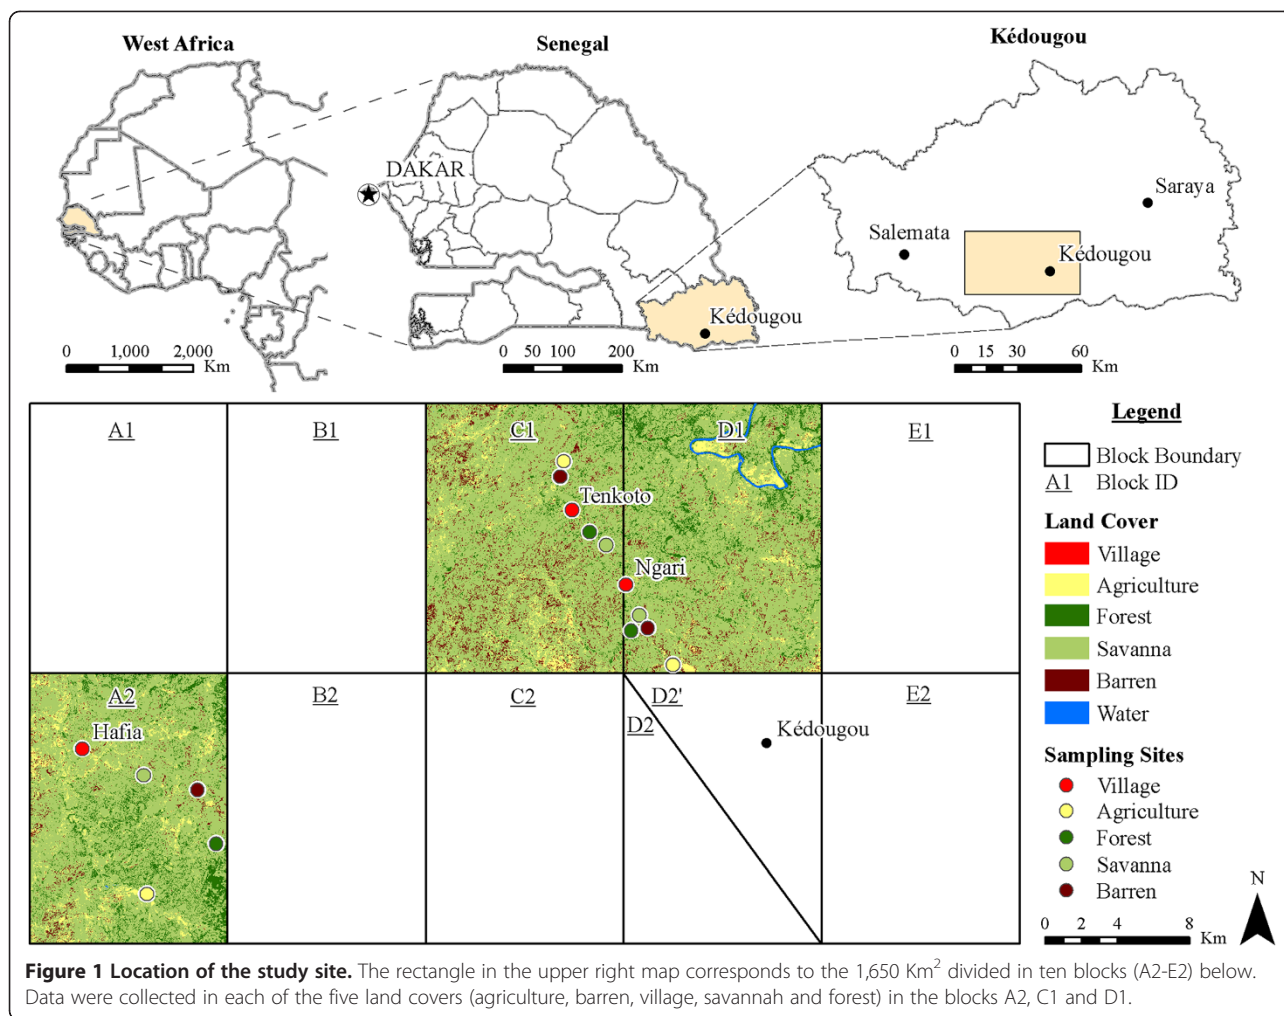 West Africa
Senegal
Kédougou
DAKAR
Kédougou
Saraya
Salemata
Kédougou
0 1,000 2,000
Km
0 50 100 200
Km
0 15 30 60
Km
A1
B1
C1
D1
E1
Tenkoto
Ngari
A2
Hafia
B2
C2
D2'
D2
Kédougou
E2
Legend
Block Boundary
A1 Block ID
Land Cover
Village
Agriculture
Forest
Savanna
Barren
Water
Sampling Sites
Village
Agriculture
Forest
Savanna
Barren
N
0 2 4 8
Km
Figure 1 Location of the study site. The rectangle in the upper right map corresponds to the 1,650 Km² divided in ten blocks (A2-E2) below.
Data were collected in each of the five land covers (agriculture, barren, village, savannah and forest) in the blocks A2, C1 and D1.